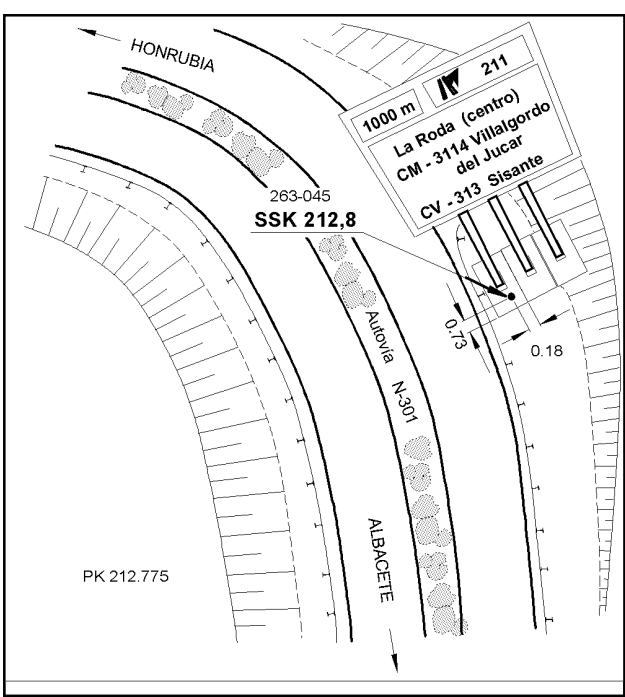 HONRUBIA
1000 m
211
La Roda (centro)
CM - 3114 Villalgordo
del Jucar
CV - 313 Sisante
263-045
SSK 212,8
0.73
0.18
Autovía
N-301
ALBACETE
PK 212.775